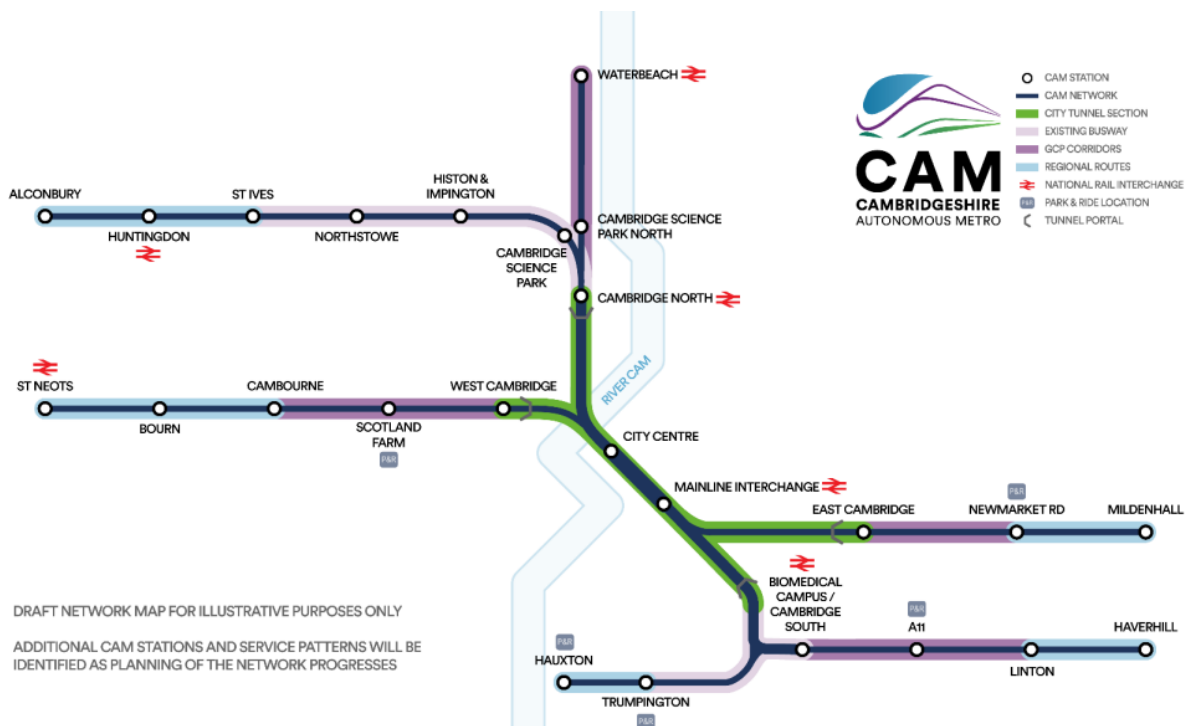 WATERBEACH
ALCONBURY
HUNTINGDON
ST IVES
NORTHSTOWE
HISTON &
IMPINGTON
CAMBRIDGE
SCIENCE
PARK
CAMBRIDGE SCIENCE
PARK NORTH
CAMBRIDGE NORTH
CAM
CAMBRIDGESHIRE
AUTONOMOUS METRO
CAM STATION
CAM NETWORK
CITY TUNNEL SECTION
EXISTING BUSWAY
GCP CORRIDORS
REGIONAL ROUTES
NATIONAL RAIL INTERCHANGE
P&R PARK & RIDE LOCATION
TUNNEL PORTAL
RIVER CAM
ST NEOTS
BOURN
CAMBOURNE
SCOTLAND
FARM
P&R
WEST CAMBRIDGE
CITY CENTRE
MAINLINE INTERCHANGE
EAST CAMBRIDGE
P&R
NEWMARKET RD
MILDENHALL
BIOMEDICAL
CAMPUS /
CAMBRIDGE
SOUTH
P&R
A11
LINTON
HAVERHILL
P&R
HAUXTON
TRUMPINGTON
P&R
DRAFT NETWORK MAP FOR ILLUSTRATIVE PURPOSES ONLY
ADDITIONAL CAM STATIONS AND SERVICE PATTERNS WILL BE
IDENTIFIED AS PLANNING OF THE NETWORK PROGRESSES